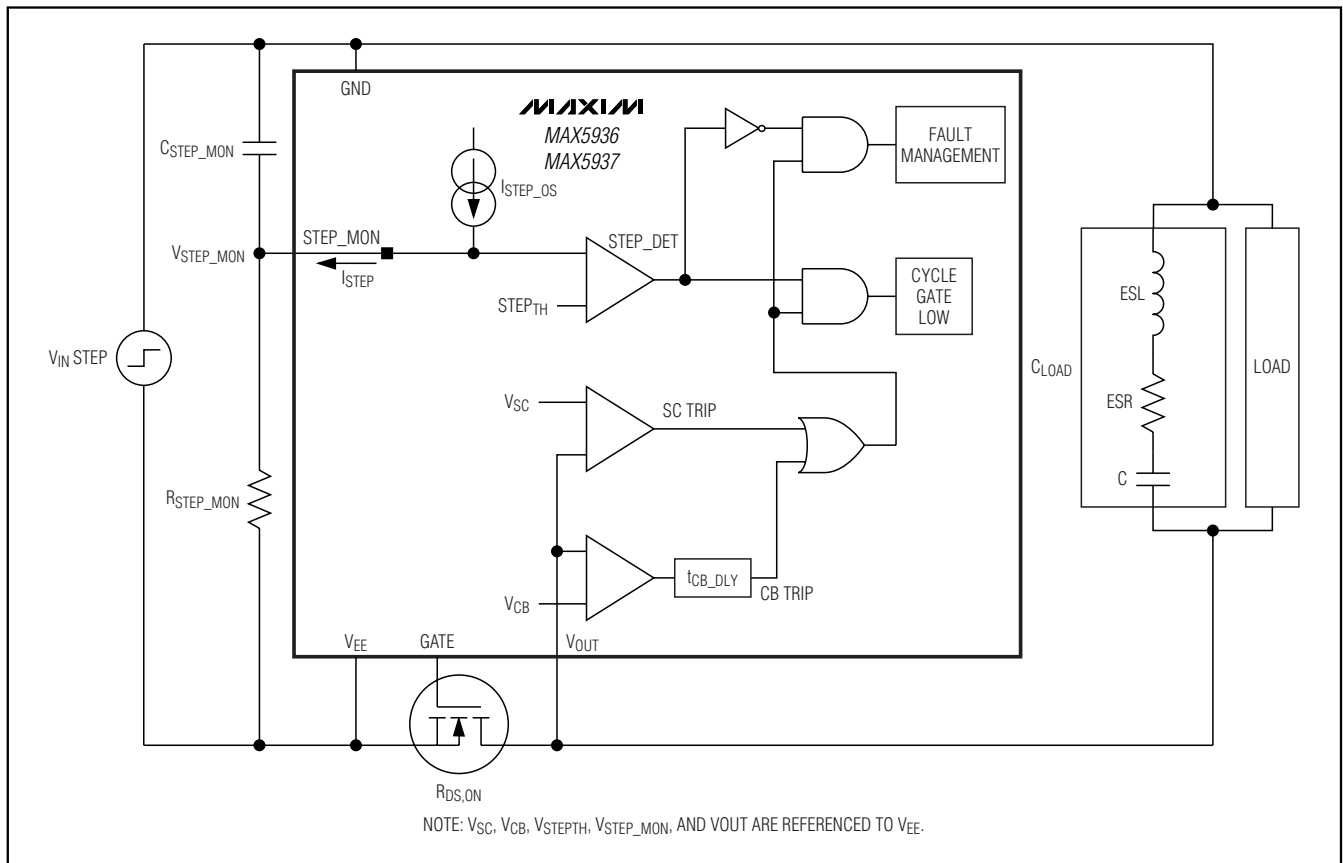 GND
MAXIM
MAX5936
MAX5937
CSTEP_MON
ISTEP_OS
FAULT
MANAGEMENT
STEP_MON
STEP_DET
VSTEP_MON
ISTEP
STEPTH
CYCLE
GATE
LOW
ESL
VIN STEP
CLOAD
LOAD
VSC
SC TRIP
ESR
RSTEP_MON
C
tCB_DLY
CB TRIP
VCB
VEE
GATE
VOUT
RDS,ON
NOTE: VSC, VCB, VSTEPTH, VSTEP_MON, AND VOUT ARE REFERENCED TO VEE.